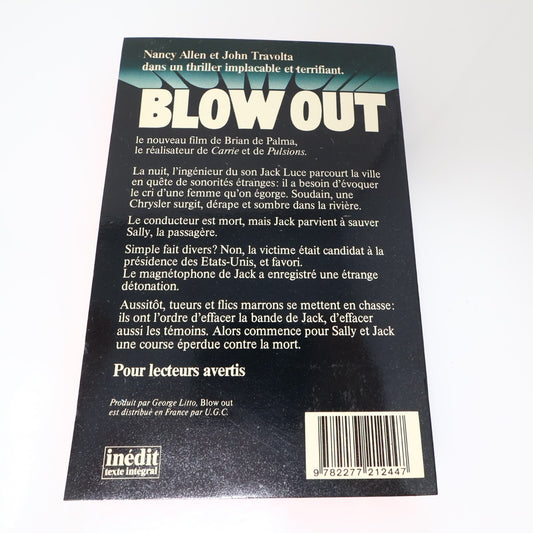 Nancy Allen et John Travolta
dans un thriller implacable et terrifiant.
BLOW OUT
le nouveau film de Brian de Palma,
le réalisateur de Carrie et de Pulsions.
La nuit, l'ingénieur du son Jack Luce parcourt la ville
en quête de sonorités étranges: il a besoin d'évoquer
le cri d'une femme qu'on égorge. Soudain, une
Chrysler surgit, dérape et sombre dans la rivière.
Le conducteur est mort, mais Jack parvient à sauver
Sally, la passagère.
Simple fait divers? Non, la victime était candidat à la
présidence des Etats-Unis, et favori.
Le magnétophone de Jack a enregistré une étrange
détonation.
Aussitôt, tueurs et flics marrons se mettent en chasse:
ils ont l'ordre d'effacer la bande de Jack, d'effacer
aussi les témoins. Alors commence pour Sally et Jack
une course éperdue contre la mort.
Pour lecteurs avertis
Produit par George Litto, Blow out
est distribué en France par U.G.C.
inédit
texte intégral
9 782277 212447